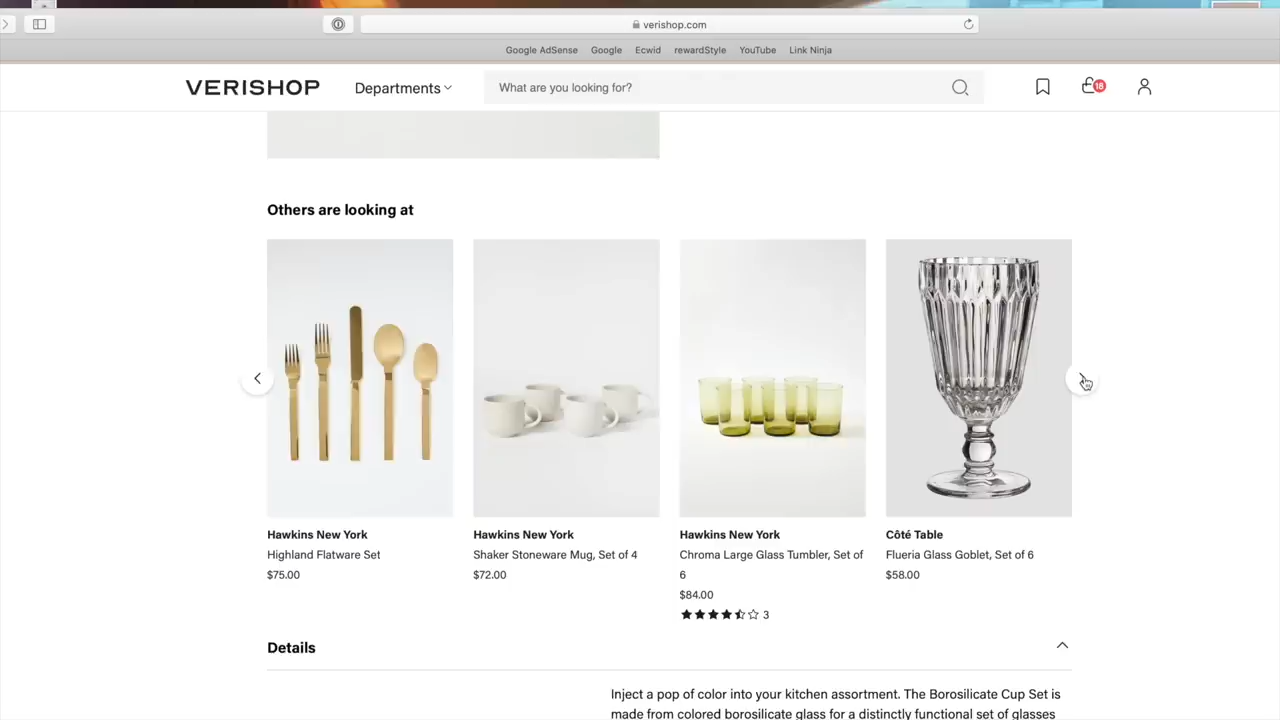 verishop.com
Google AdSense Google Ecwid rewardStyle YouTube Link Ninja
VERISHOP Departments What are you looking for? 18
Others are looking at
Hawkins New York
Highland Flatware Set
$75.00
Hawkins New York
Shaker Stoneware Mug, Set of 4
$72.00
Hawkins New York
Chroma Large Glass Tumbler, Set of
6
$84.00
3
Côté Table
Flueria Glass Goblet, Set of 6
$58.00
Details
Inject a pop of color into your kitchen assortment. The Borosilicate Cup Set is
made from colored borosilicate glass for a distinctly functional set of glasses